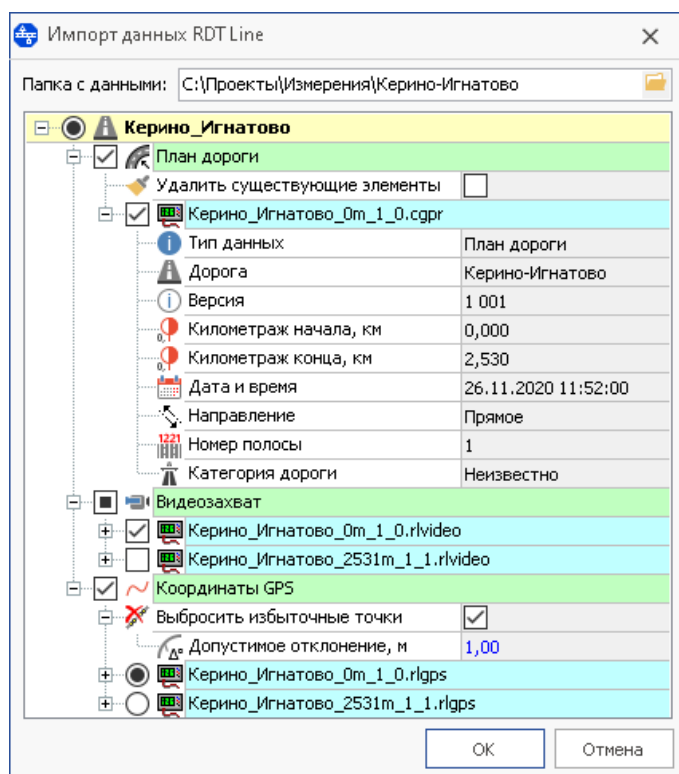 Импорт данных RDT Line
Папка с данными: C:\Проекты\Измерения\Керино-Игнатово
Керино_Игнатово
План дороги
Удалить существующие элементы
Керино_Игнатово_0m_1_0.cgpr
Тип данных План дороги
Дорога Керино-Игнатово
Версия 1 001
Километраж начала, км 0,000
Километраж конца, км 2,530
Дата и время 26.11.2020 11:52:00
Направление Прямое
Номер полосы 1
Категория дороги Неизвестно
Видеозахват
Керино_Игнатово_0m_1_0.rlvideo
Керино_Игнатово_2531m_1_1.rlvideo
Координаты GPS
Выбросить избыточные точки
Допустимое отклонение, м 1,00
Керино_Игнатово_0m_1_0.rlgps
Керино_Игнатово_2531m_1_1.rlgps
ОК Отмена